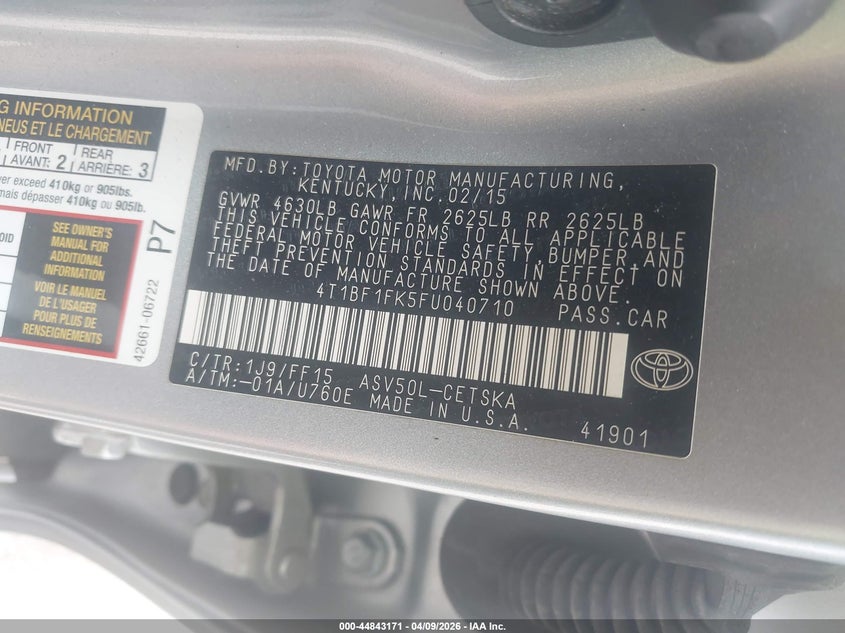 G INFORMATION
NEUS ET LE CHARGEMENT
FRONT
AVANT: 2
REAR
ARRIÈRE: 3
ver exceed 410kg or 905lbs.
mais dépasser 410kg ou 905lb.
OID
SEE OWNER'S
MANUAL FOR
ADDITIONAL
INFORMATION
VOIR LE MANUEL
DE L'USAGER
POUR PLUS DE
RENSEIGNEMENTS
P7
42661-06722
MFD.BY:TOYOTA MOTOR MANUFACTURING,
KENTUCKY,INC.02/15
GVWR 4630LB GAWR FR 2625LB RR 2625LB
THIS VEHICLE CONFORMS TO ALL APPLICABLE
FEDERAL MOTOR VEHICLE SAFETY,BUMPER,AND
THEFT PREVENTION STANDARDS IN EFFECT ON
THE DATE OF MANUFACTURE SHOWN ABOVE.
4T1BF1FK5FU040710 PASS.CAR
C/TR:1J9/FF15 ASV50L-CETSKA
A/TM:-01A/U760E MADE IN U.S.A.
41901
000-44843171 | 04/09/2026 | IAA Inc.